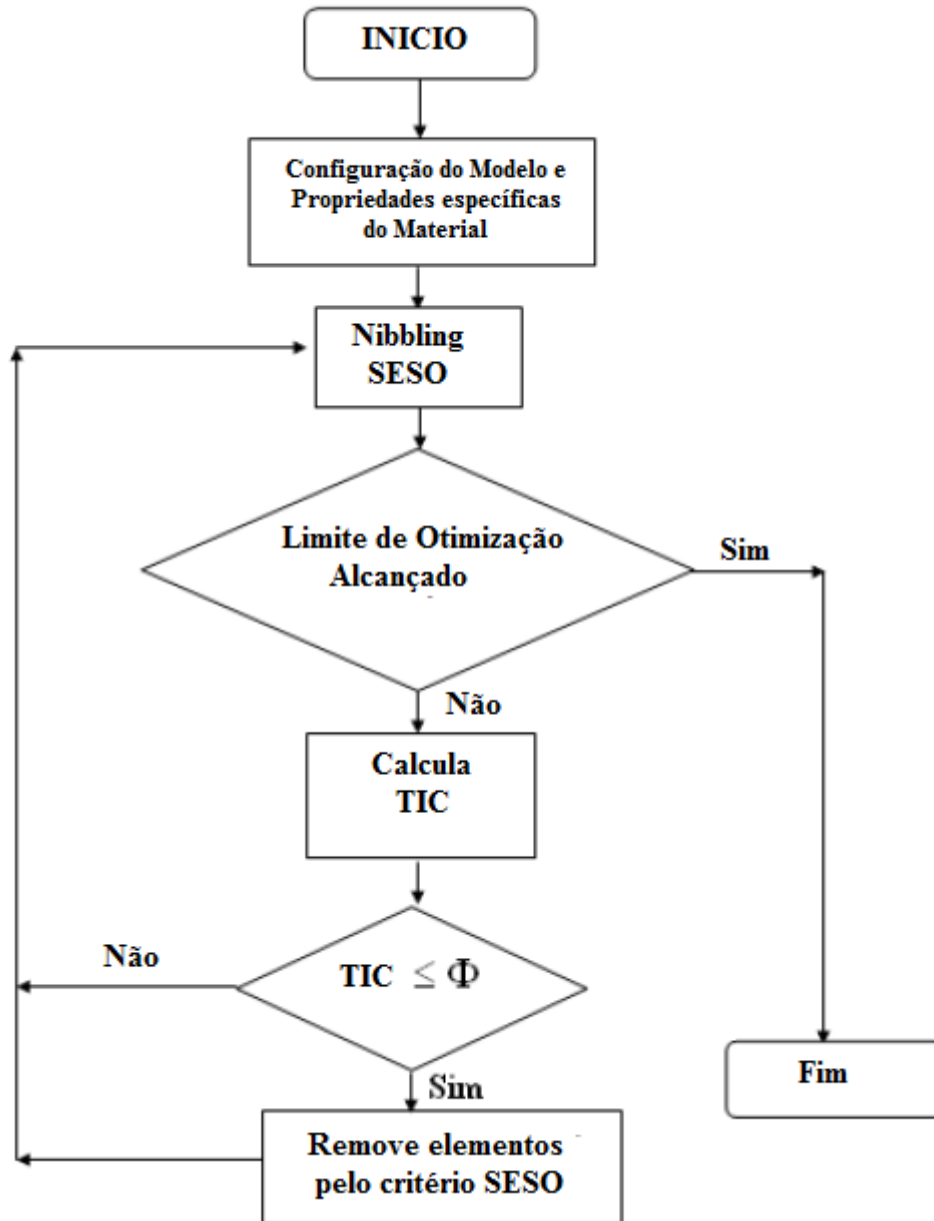 INICIO
Configuração do Modelo e
Propriedades específicas
do Material
Nibbling
SESO
Limite de Otimização
Alcançado
Sim
Não
Calcula
TIC
Não
TIC ≤ Φ
Sim
Fim
Remove elementos
pelo critério SESO